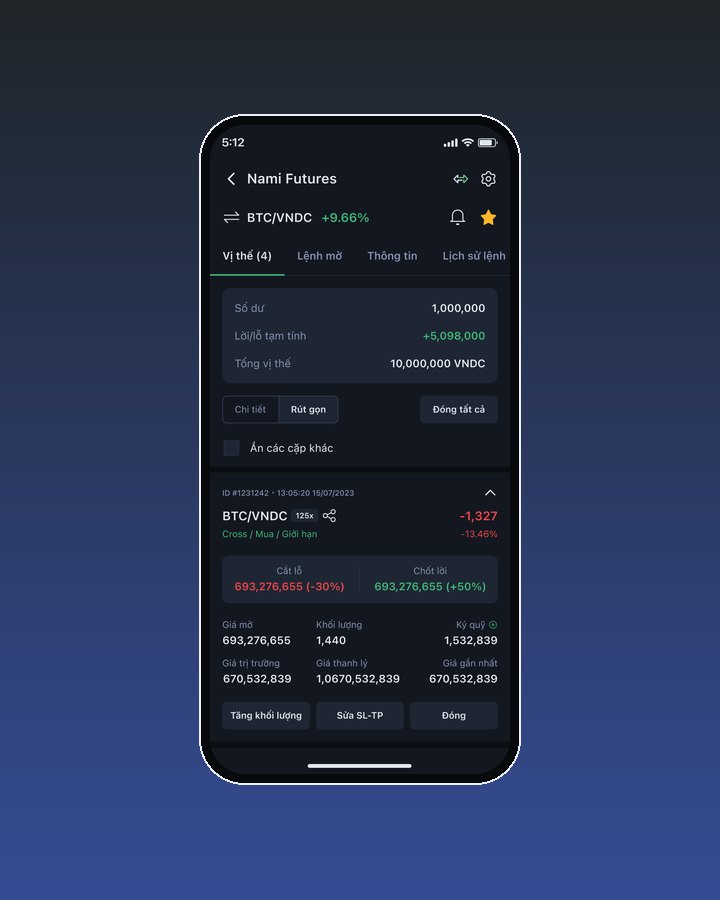 5:12
Nami Futures
BTC/VNDC +9.66%
Vị thế (4) Lệnh mở Thông tin Lịch sử lệnh
Số dư 1,000,000
Lời/lỗ tạm tính +5,098,000
Tổng vị thế 10,000,000 VNDC
Chi tiết Rút gọn Đóng tất cả
Ẩn các cặp khác
ID #1231242 • 13:05:20 15/07/2023
BTC/VNDC 125x -1,327
Cross / Mua / Giới hạn -13.46%
Cắt lỗ Chốt lời
693,276,655 (-30%) 693,276,655 (+50%)
Giá mở Khối lượng Ký quỹ
693,276,655 1,440 1,532,839
Giá trị trường Giá thanh lý Giá gần nhất
670,532,839 1,0670,532,839 670,532,839
Tăng khối lượng Sửa SL-TP Đóng